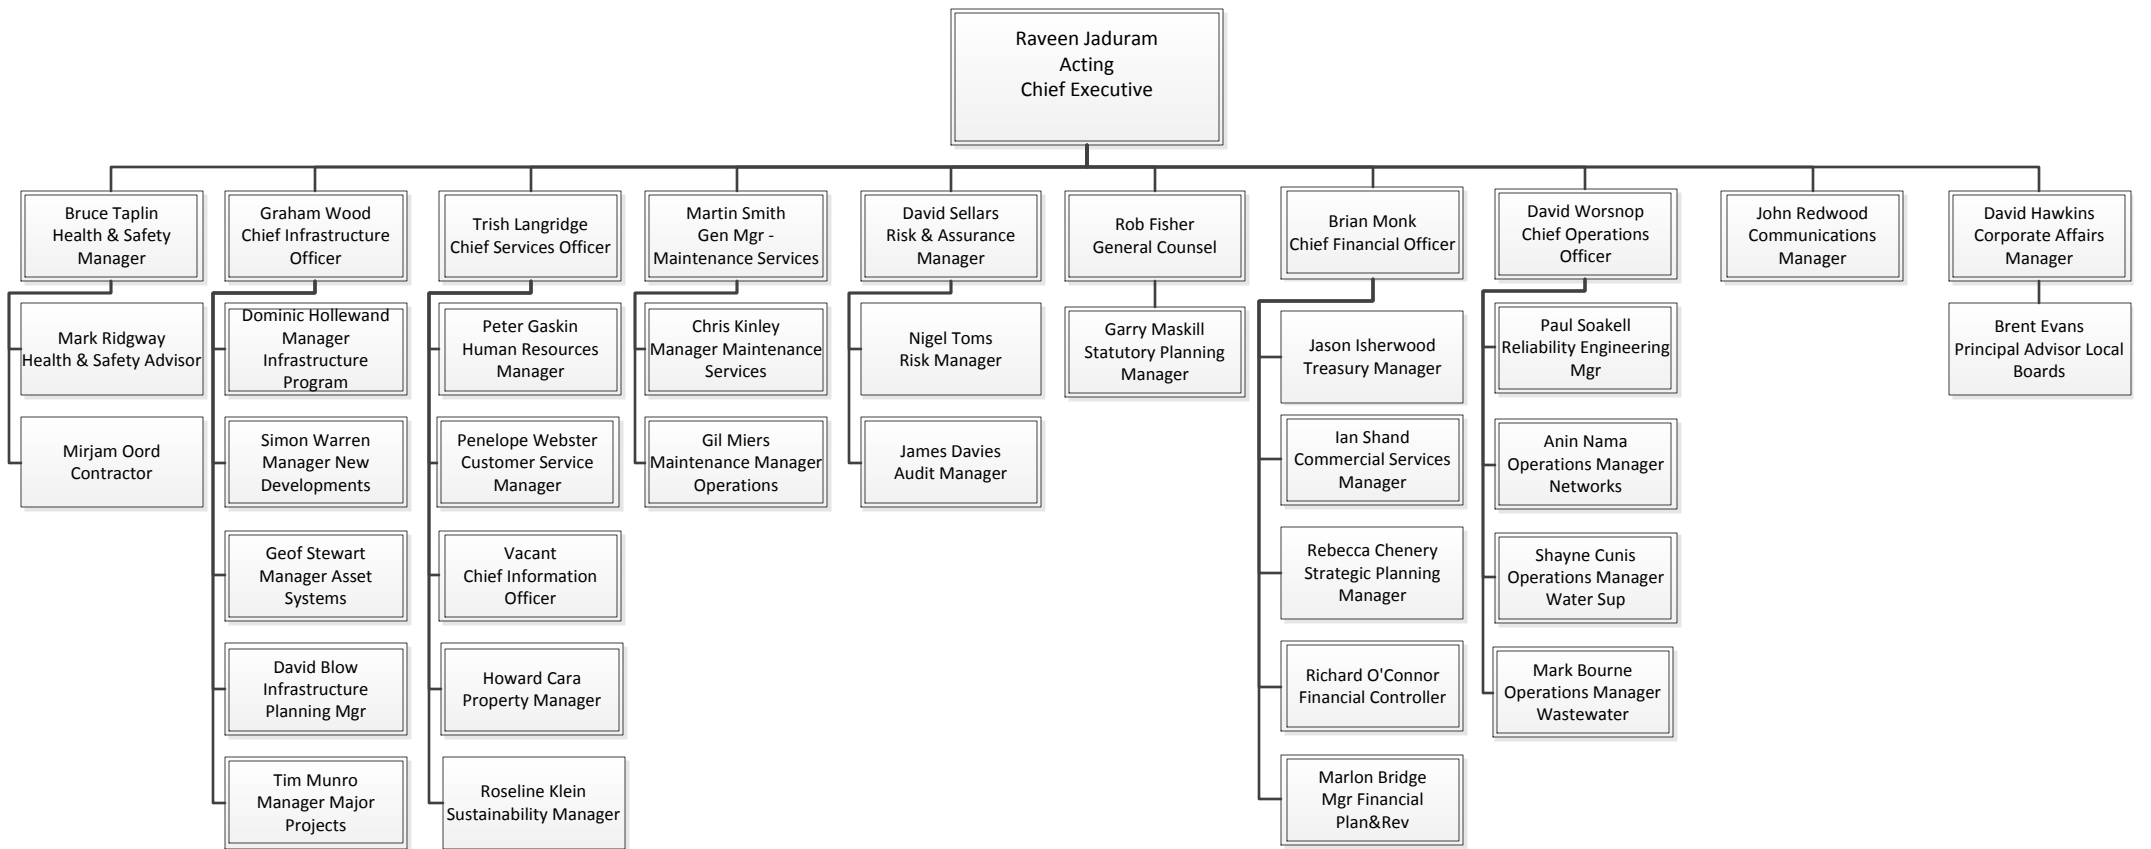 Raveen Jaduram
Acting
Chief Executive
Bruce Taplin
Health & Safety
Manager
Graham Wood
Chief Infrastructure
Officer
Trish Langridge
Chief Services Officer
Martin Smith
Gen Mgr -
Maintenance Services
David Sellars
Risk & Assurance
Manager
Rob Fisher
General Counsel
Brian Monk
Chief Financial Officer
David Worsnop
Chief Operations
Officer
John Redwood
Communications
Manager
David Hawkins
Corporate Affairs
Manager
Mark Ridgway
Health & Safety Advisor
Mirjam Oord
Contractor
Dominic Hollewand
Manager
Infrastructure
Program
Simon Warren
Manager New
Developments
Geof Stewart
Manager Asset
Systems
David Blow
Infrastructure
Planning Mgr
Tim Munro
Manager Major
Projects
Peter Gaskin
Human Resources
Manager
Penelope Webster
Customer Service
Manager
Vacant
Chief Information
Officer
Howard Cara
Property Manager
Roseline Klein
Sustainability Manager
Chris Kinley
Manager Maintenance
Services
Gil Miers
Maintenance Manager
Operations
Nigel Toms
Risk Manager
James Davies
Audit Manager
Garry Maskill
Statutory Planning
Manager
Jason Isherwood
Treasury Manager
Ian Shand
Commercial Services
Manager
Rebecca Chenery
Strategic Planning
Manager
Richard O'Connor
Financial Controller
Marlon Bridge
Mgr Financial
Plan&Rev
Paul Soakell
Reliability Engineering
Mgr
Anin Nama
Operations Manager
Networks
Shayne Cunis
Operations Manager
Water Sup
Mark Bourne
Operations Manager
Wastewater
Brent Evans
Principal Advisor Local
Boards